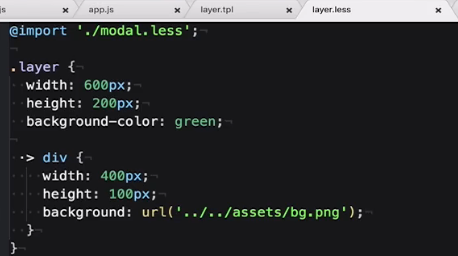 js × app.js × layer.tpl × layer.less ×
@import './modal.less';
.layer {
width: 600px;
height: 200px;
background-color: green;
> div {
width: 400px;
height: 100px;
background: url('../../assets/bg.png');
}
}